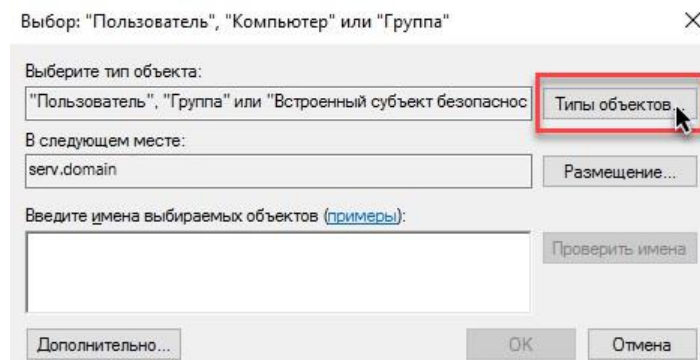 Выбор: "Пользователь", "Компьютер" или "Группа"
Выберите тип объекта:
"Пользователь", "Группа" или "Встроенный субъект безопаснос
Типы объектов...
В следующем месте:
serv.domain
Размещение...
Введите имена выбираемых объектов (примеры):
Проверить имена
Дополнительно...
ОК
Отмена